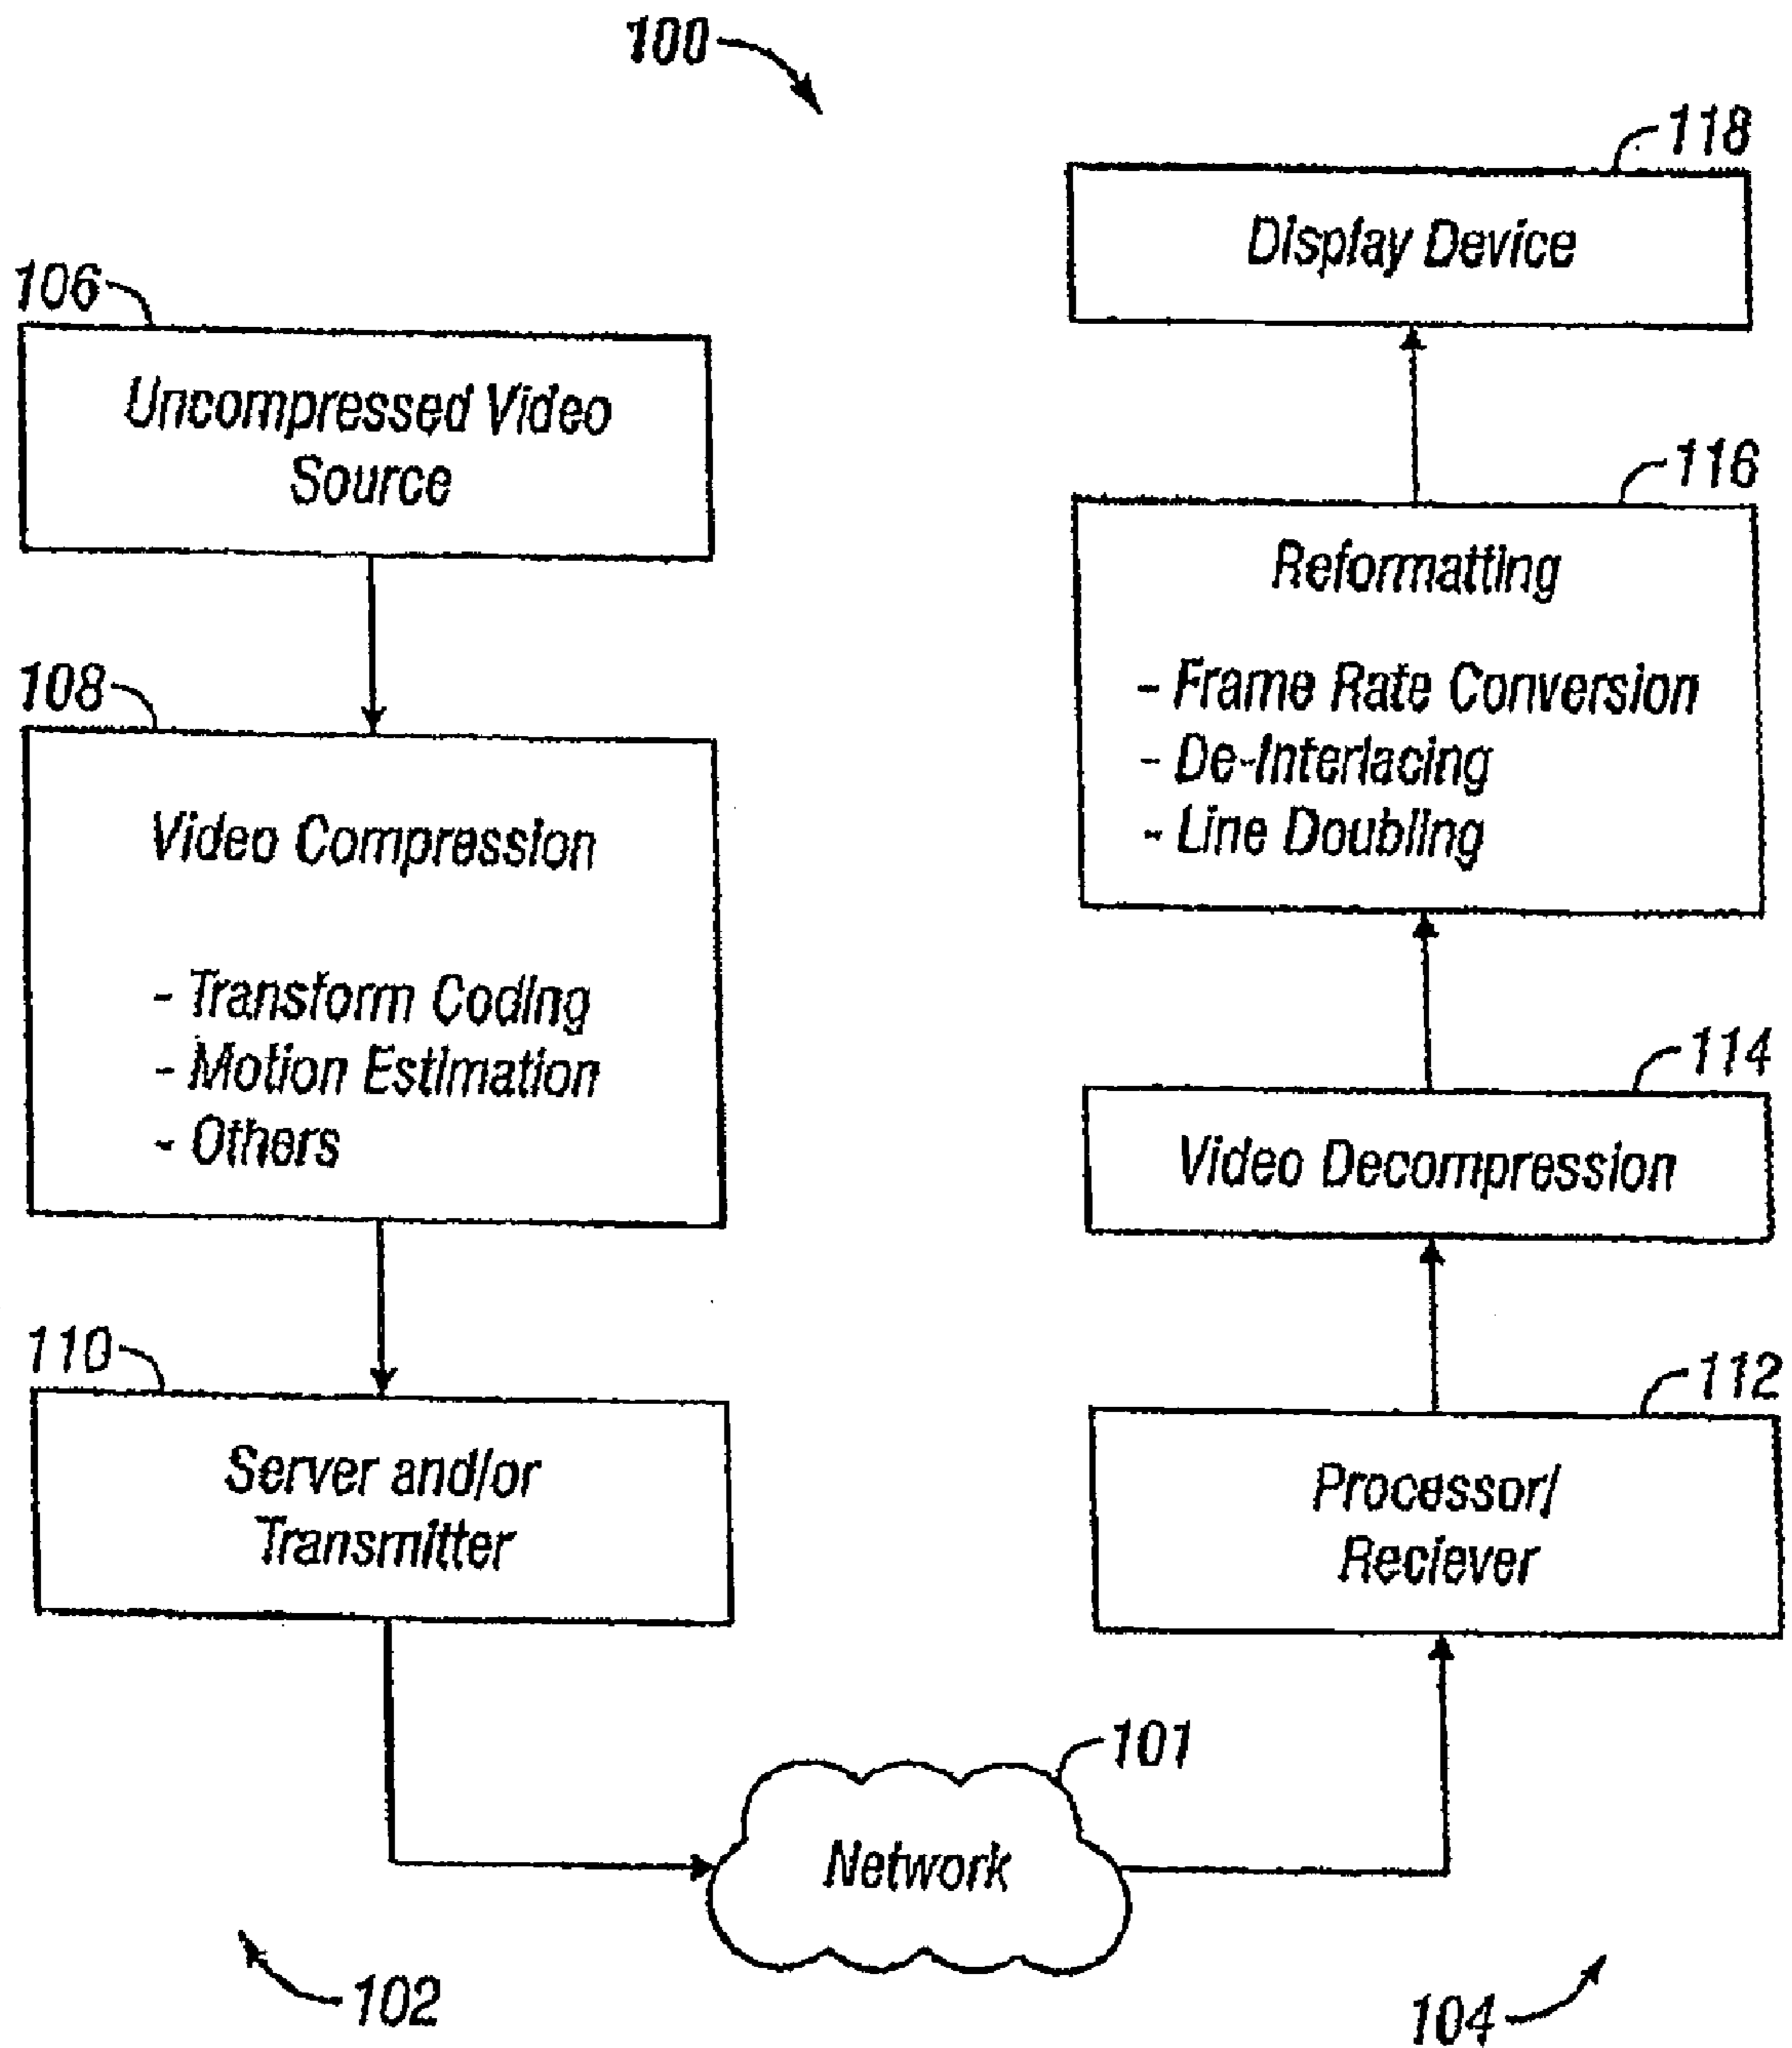 100
106
Uncompressed Video
Source
108
Video Compression
- Transform Coding
- Motion Estimation
- Others
110
Server and/or
Transmitter
102
101
Network
118
Display Device
116
Reformatting
- Frame Rate Conversion
- De-Interlacing
- Line Doubling
114
Video Decompression
112
Processor/
Reciever
104